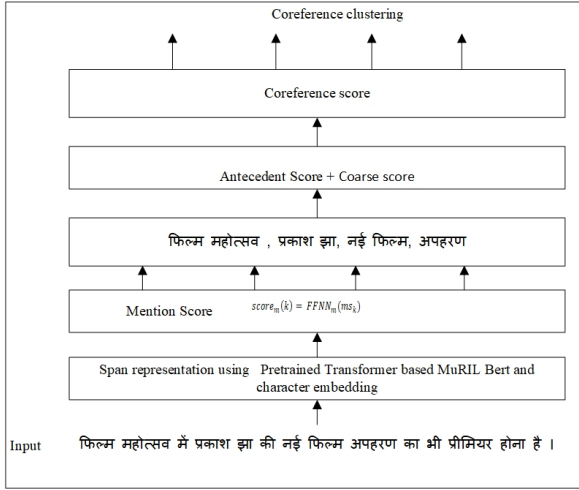 Coreference clustering
Coreference score
Antecedent Score + Coarse score
फिल्म महोत्सव , प्रकाश झा, नई फिल्म, अपहरण
Mention Score score_m(k) = FFNN_m(ms_k)
Span representation using Pretrained Transformer based MuRIL Bert and
character embedding
Input फिल्म महोत्सव में प्रकाश झा की नई फिल्म अपहरण का भी प्रीमियर होना है ।